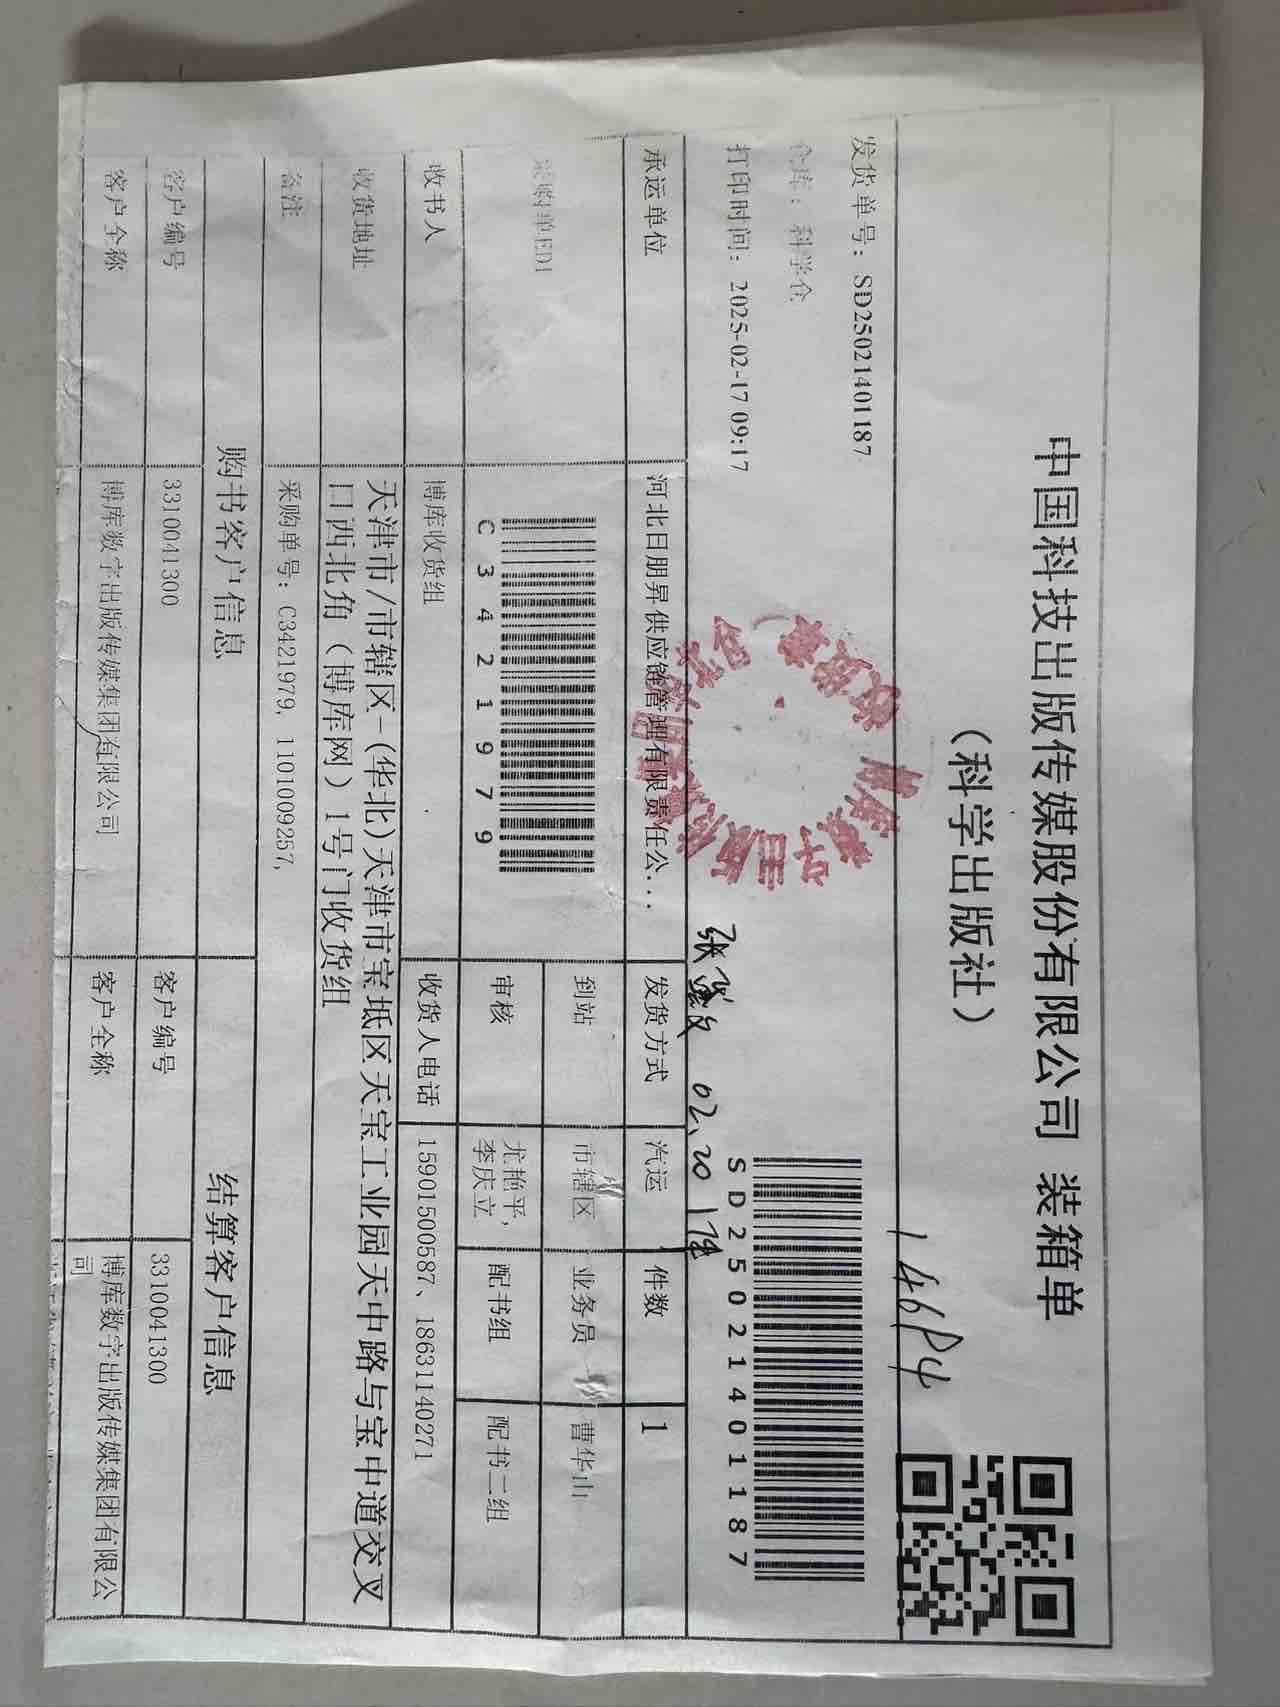 中国科技出版传媒股份有限公司 装箱单
（科学出版社）
146P4
发货单号：SD25021401187
仓库：科学仓
打印时间：2025-02-17 09:17
SD25021401187
02.20 1件
承运单位 河北日朋昇供应链管理有限责任公... 发货方式 汽运 件数 1
采购单EDI C3421979 到站 市辖区 业务员 曹华山
审核 尤艳平，李庆立 配书组 配书二组
收书人 博库收货组 收货人电话 15901500587、18631140271
收货地址 天津市/市辖区-(华北)天津市宝坻区天宝工业园天中路与宝中道交叉
口西北角（博库网）1号门收货组
备注 采购单号：C3421979，1101009257，
购书客户信息 结算客户信息
客户编号 3310041300 客户编号 3310041300
客户全称 博库数字出版传媒集团有限公司 客户全称 博库数字出版传媒集团有限公
司